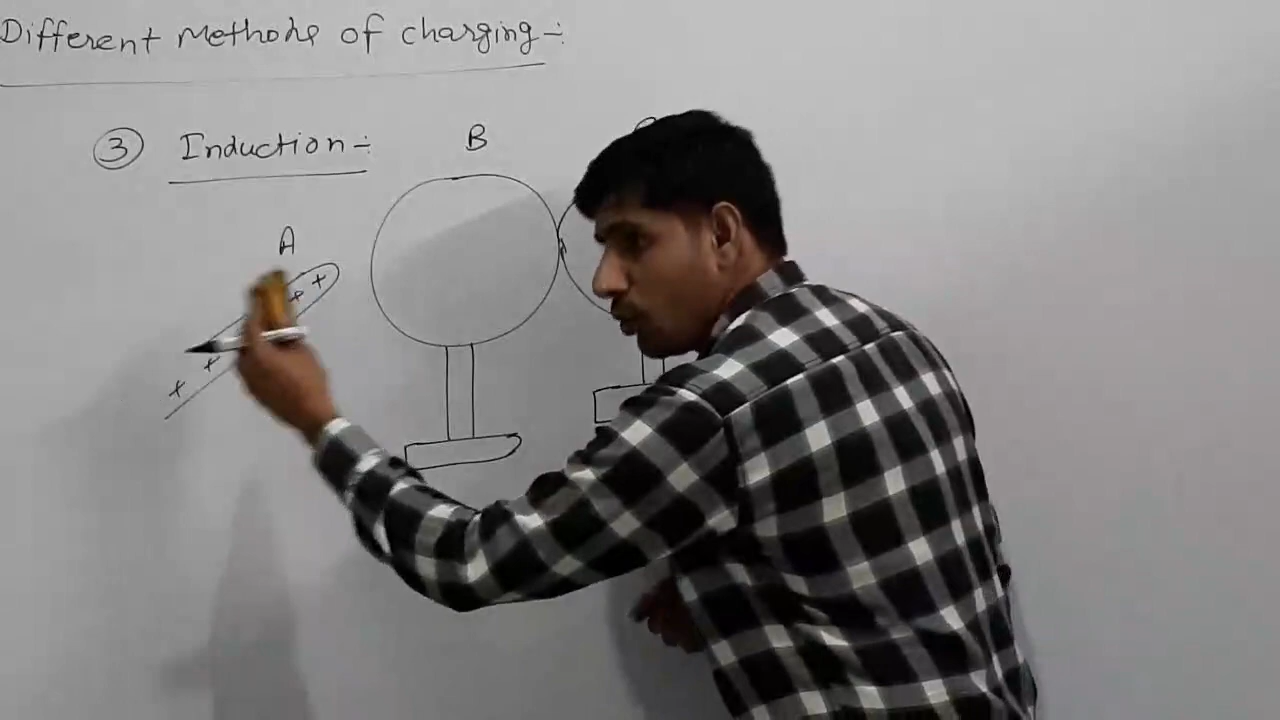 Different Methods of charging :-
③ Induction :-
B
A
+ +
+
+